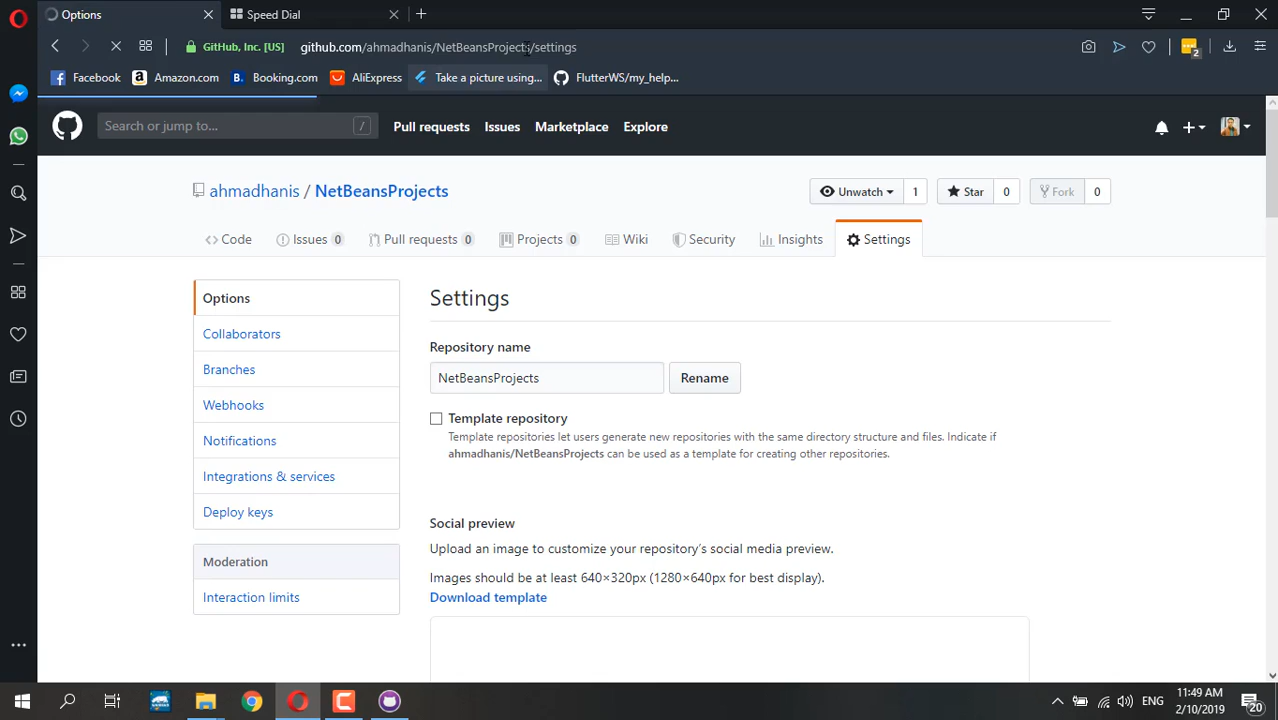 Options
Speed Dial
GitHub, Inc. [US] github.com/ahmadhanis/NetBeansProjects/settings
2
Facebook Amazon.com Booking.com AliExpress Take a picture using... FlutterWS/my_help...
Search or jump to... / Pull requests Issues Marketplace Explore
ahmadhanis / NetBeansProjects
Unwatch 1 Star 0 Fork 0
Code Issues 0 Pull requests 0 Projects 0 Wiki Security Insights Settings
Options
Collaborators
Branches
Webhooks
Notifications
Integrations & services
Deploy keys
Moderation
Interaction limits
Settings
Repository name
NetBeansProjects Rename
Template repository
Template repositories let users generate new repositories with the same directory structure and files. Indicate if
ahmadhanis/NetBeansProjects can be used as a template for creating other repositories.
Social preview
Upload an image to customize your repository's social media preview.
Images should be at least 640×320px (1280×640px for best display).
Download template
ENG
11:49 AM
2/10/2019
20